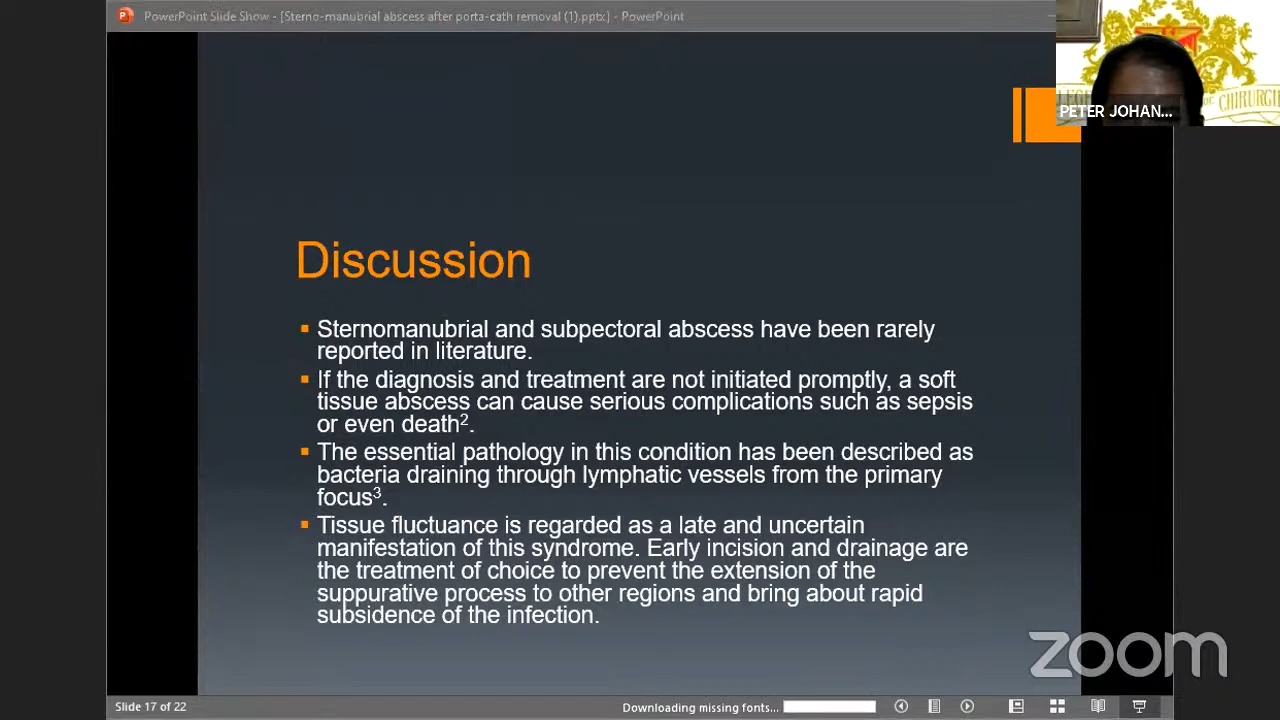 PowerPoint Slide Show - [Sterno-manubrial abscess after porta-cath removal (1).pptx] - PowerPoint
PETER JOHAN...
CHIRURGI
Discussion
▪ Sternomanubrial and subpectoral abscess have been rarely
reported in literature.
▪ If the diagnosis and treatment are not initiated promptly, a soft
tissue abscess can cause serious complications such as sepsis
or even death².
▪ The essential pathology in this condition has been described as
bacteria draining through lymphatic vessels from the primary
focus³.
▪ Tissue fluctuance is regarded as a late and uncertain
manifestation of this syndrome. Early incision and drainage are
the treatment of choice to prevent the extension of the
suppurative process to other regions and bring about rapid
subsidence of the infection.
zoom
Slide 17 of 22
Downloading missing fonts...